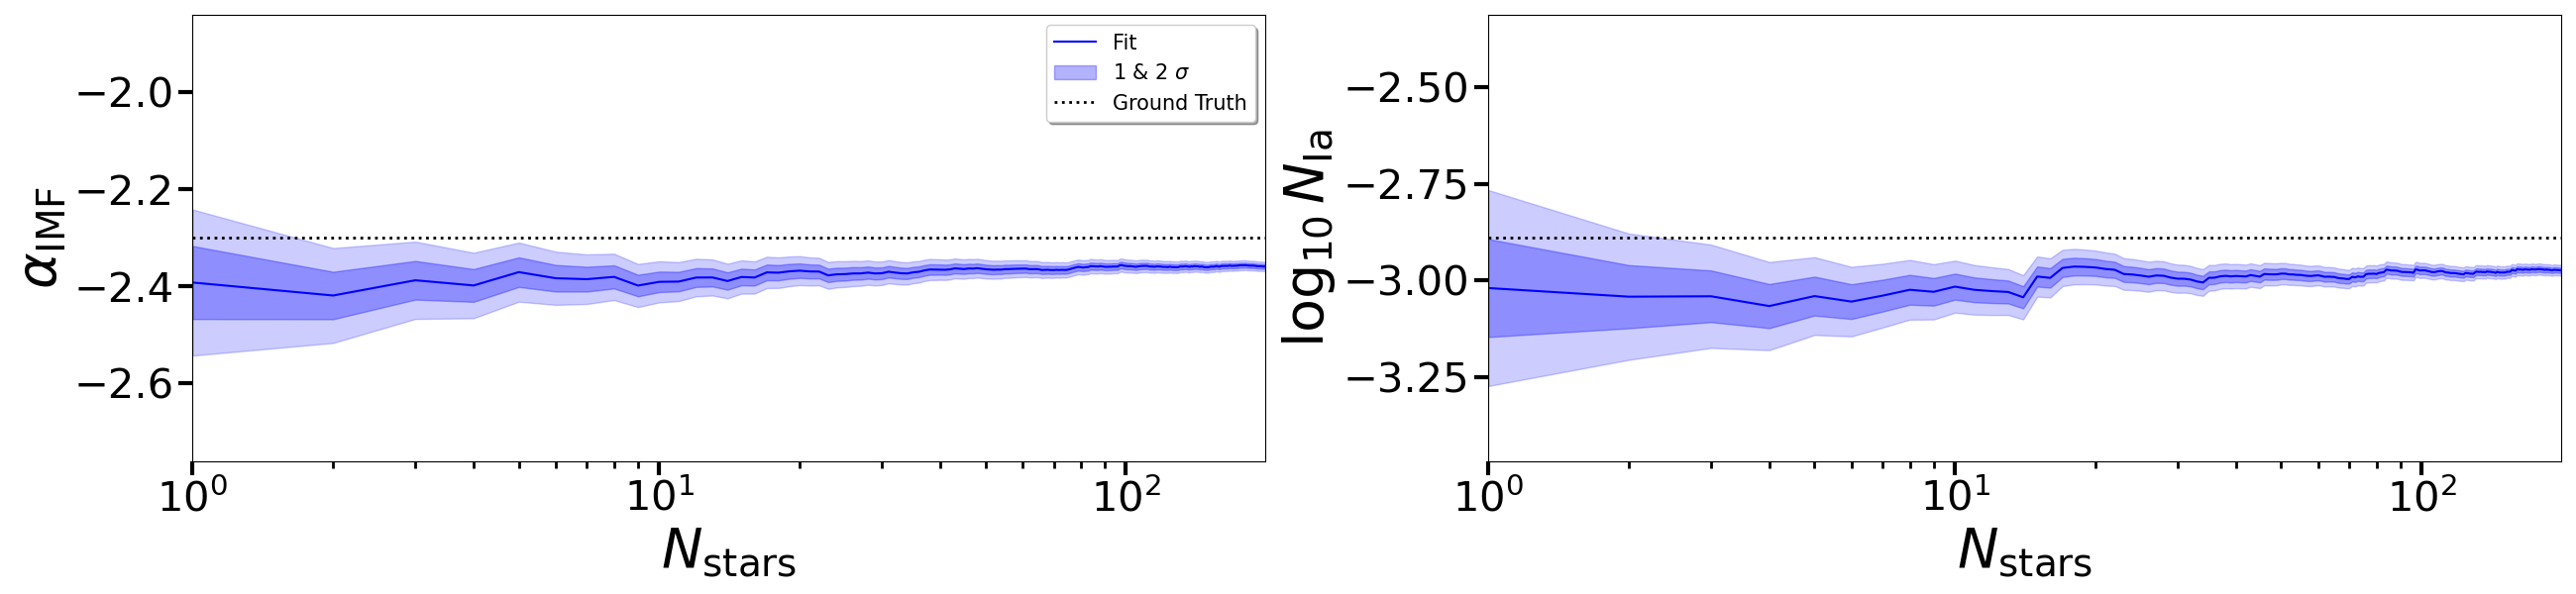 α_IMF
−2.0
−2.2
−2.4
−2.6
Fit
1 & 2 σ
Ground Truth
10^0
10^1
10^2
N_stars
log_10 N_Ia
−2.50
−2.75
−3.00
−3.25
10^0
10^1
10^2
N_stars